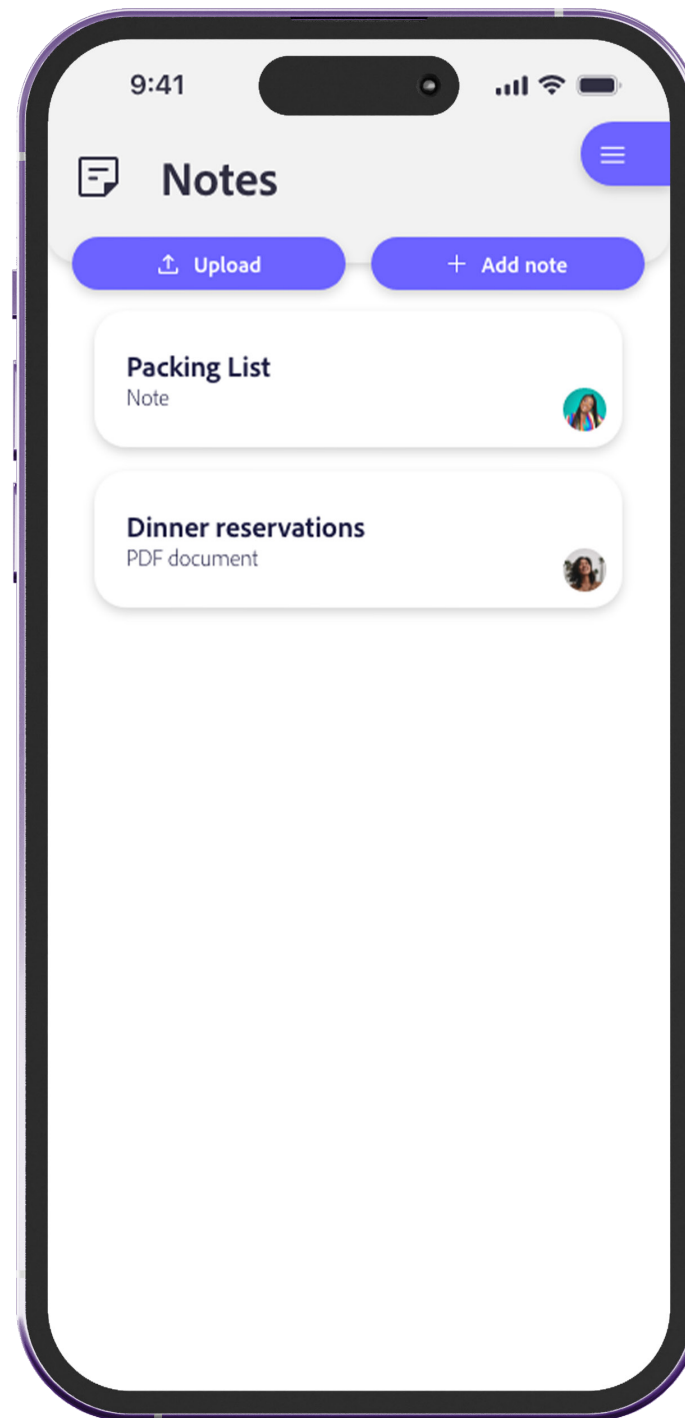 9:41
Notes
Upload
Add note
Packing List
Note
Dinner reservations
PDF document